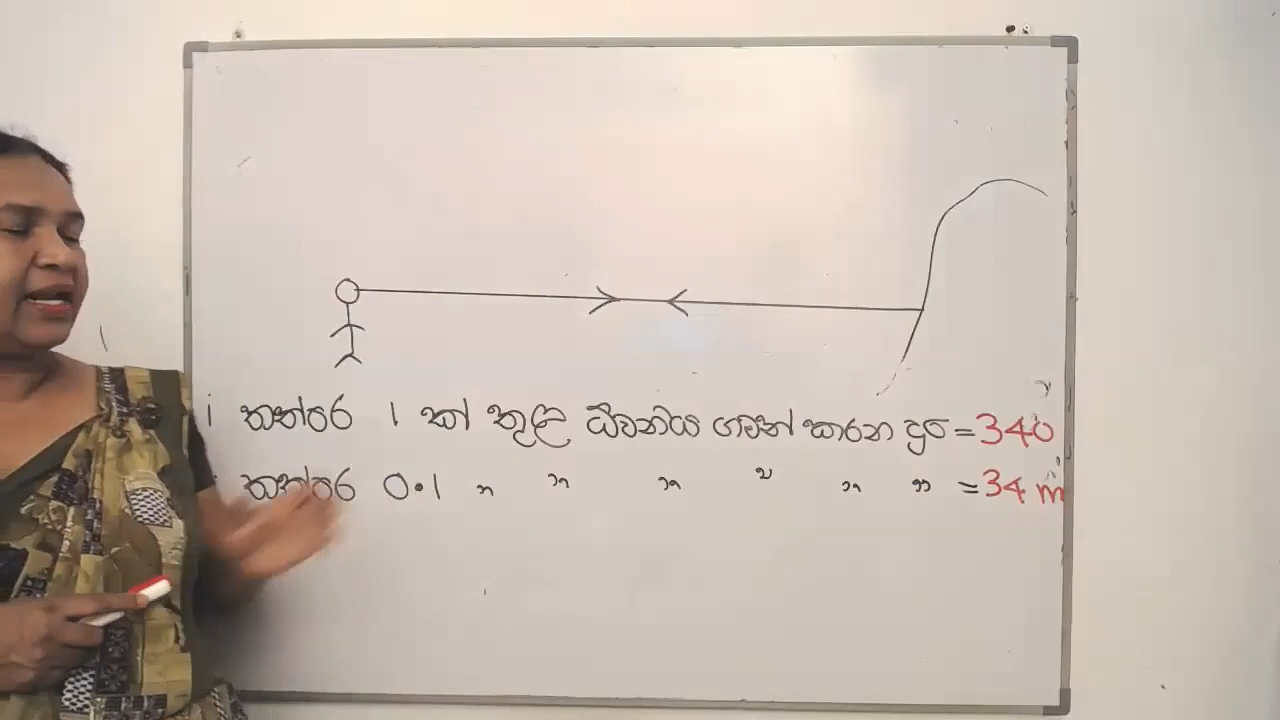 තත්පර 1 ක් තුළ ධ්වනිය ගමන් කරන දුර = 340
තත්පර 0.1 " " " " " " = 34 m